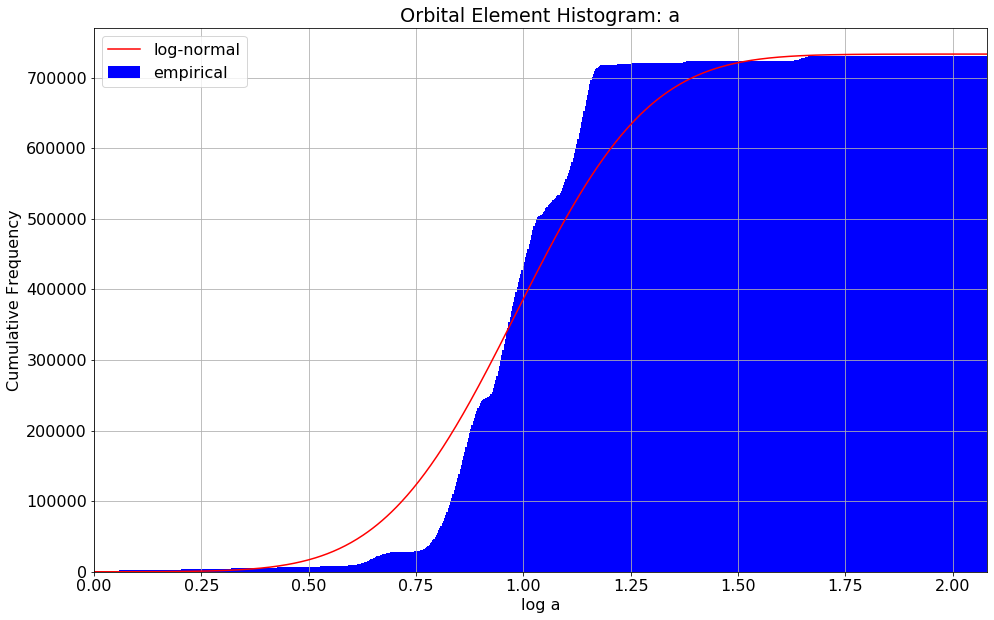 Orbital Element Histogram: a
log-normal
empirical
Cumulative Frequency
700000
600000
500000
400000
300000
200000
100000
0
0.00 0.25 0.50 0.75 1.00 1.25 1.50 1.75 2.00
log a